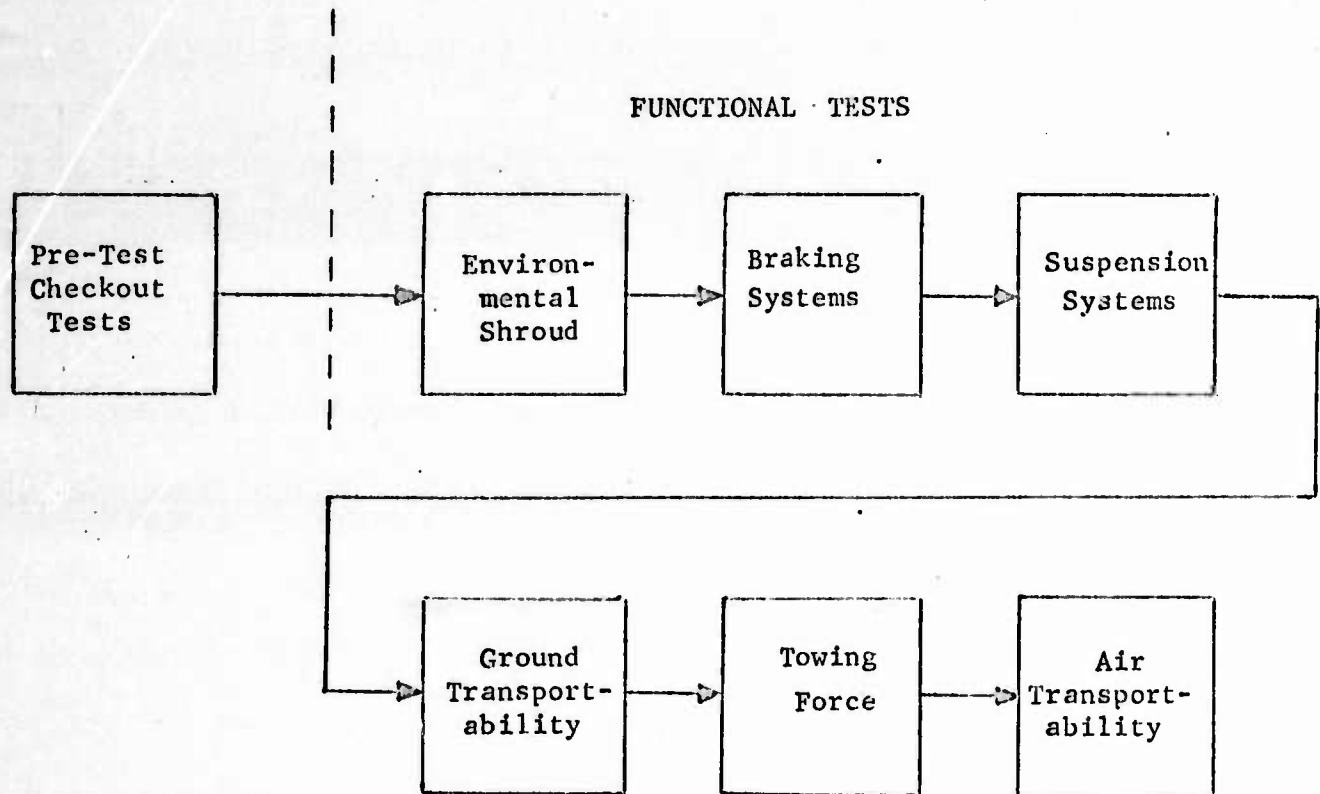 FUNCTIONAL TESTS
Pre-Test
Checkout
Tests
Environ-
mental
Shroud
Braking
Systems
Suspension
Systems
Ground
Transport-
ability
Towing
Force
Air
Transport-
ability